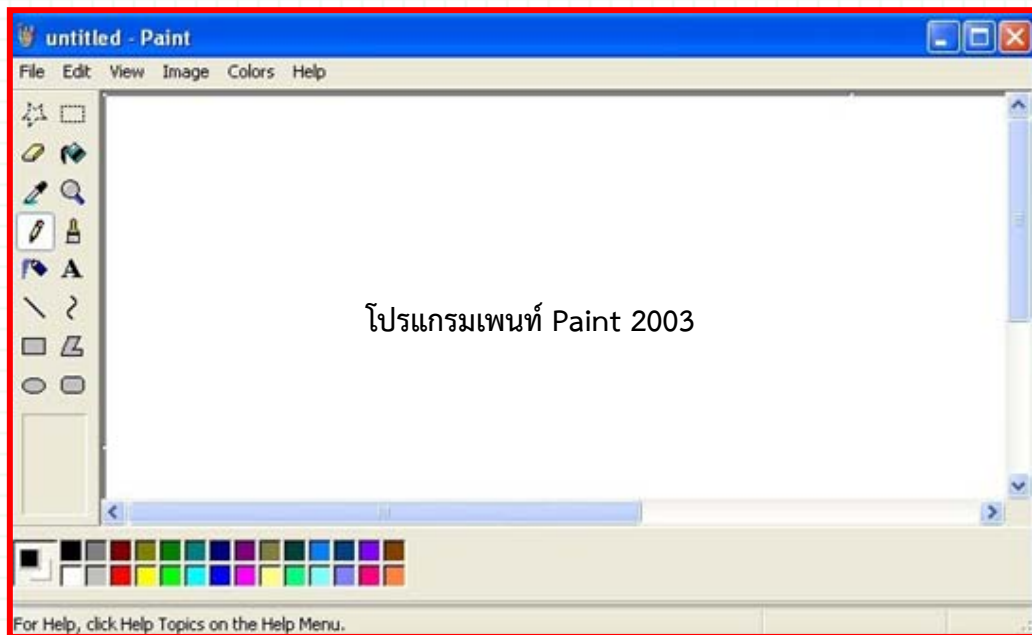 untitled - Paint
File Edit View Image Colors Help
A
โปรแกรมเพนท์ Paint 2003
For Help, click Help Topics on the Help Menu.